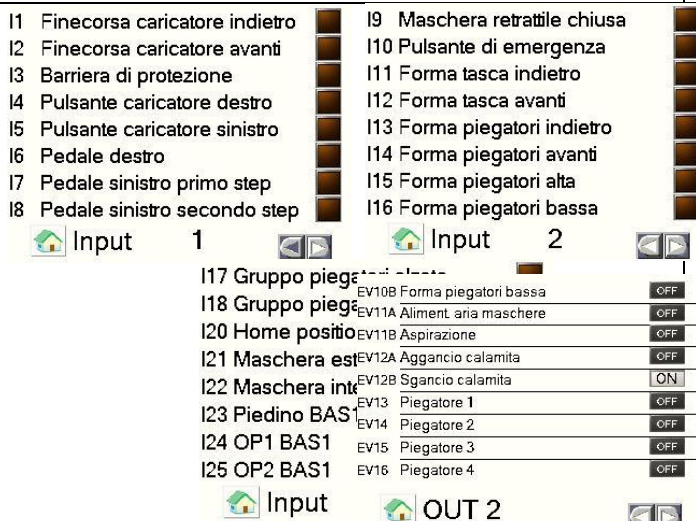 I1 Finecorsa caricatore indietro
I2 Finecorsa caricatore avanti
I3 Barriera di protezione
I4 Pulsante caricatore destro
I5 Pulsante caricatore sinistro
I6 Pedale destro
I7 Pedale sinistro primo step
I8 Pedale sinistro secondo step
Input 1
I9 Maschera retrattile chiusa
I10 Pulsante di emergenza
I11 Forma tasca indietro
I12 Forma tasca avanti
I13 Forma piegatori indietro
I14 Forma piegatori avanti
I15 Forma piegatori alta
I16 Forma piegatori bassa
Input 2
I17 Gruppo
I18 Gruppo
I20 Home
I21 Maschera
I22 Maschera
I23 Piedino BAS1
I24 OP1 BAS1
I25 OP2 BAS1
Input
EV10B Forma piegatori bassa OFF
EV11A Aliment. aria maschere OFF
EV11B Aspirazione OFF
EV12A Aggancio calamita OFF
EV12B Sgancio calamita ON
EV13 Piegatore 1 OFF
EV14 Piegatore 2 OFF
EV15 Piegatore 3 OFF
EV16 Piegatore 4 OFF
OUT 2